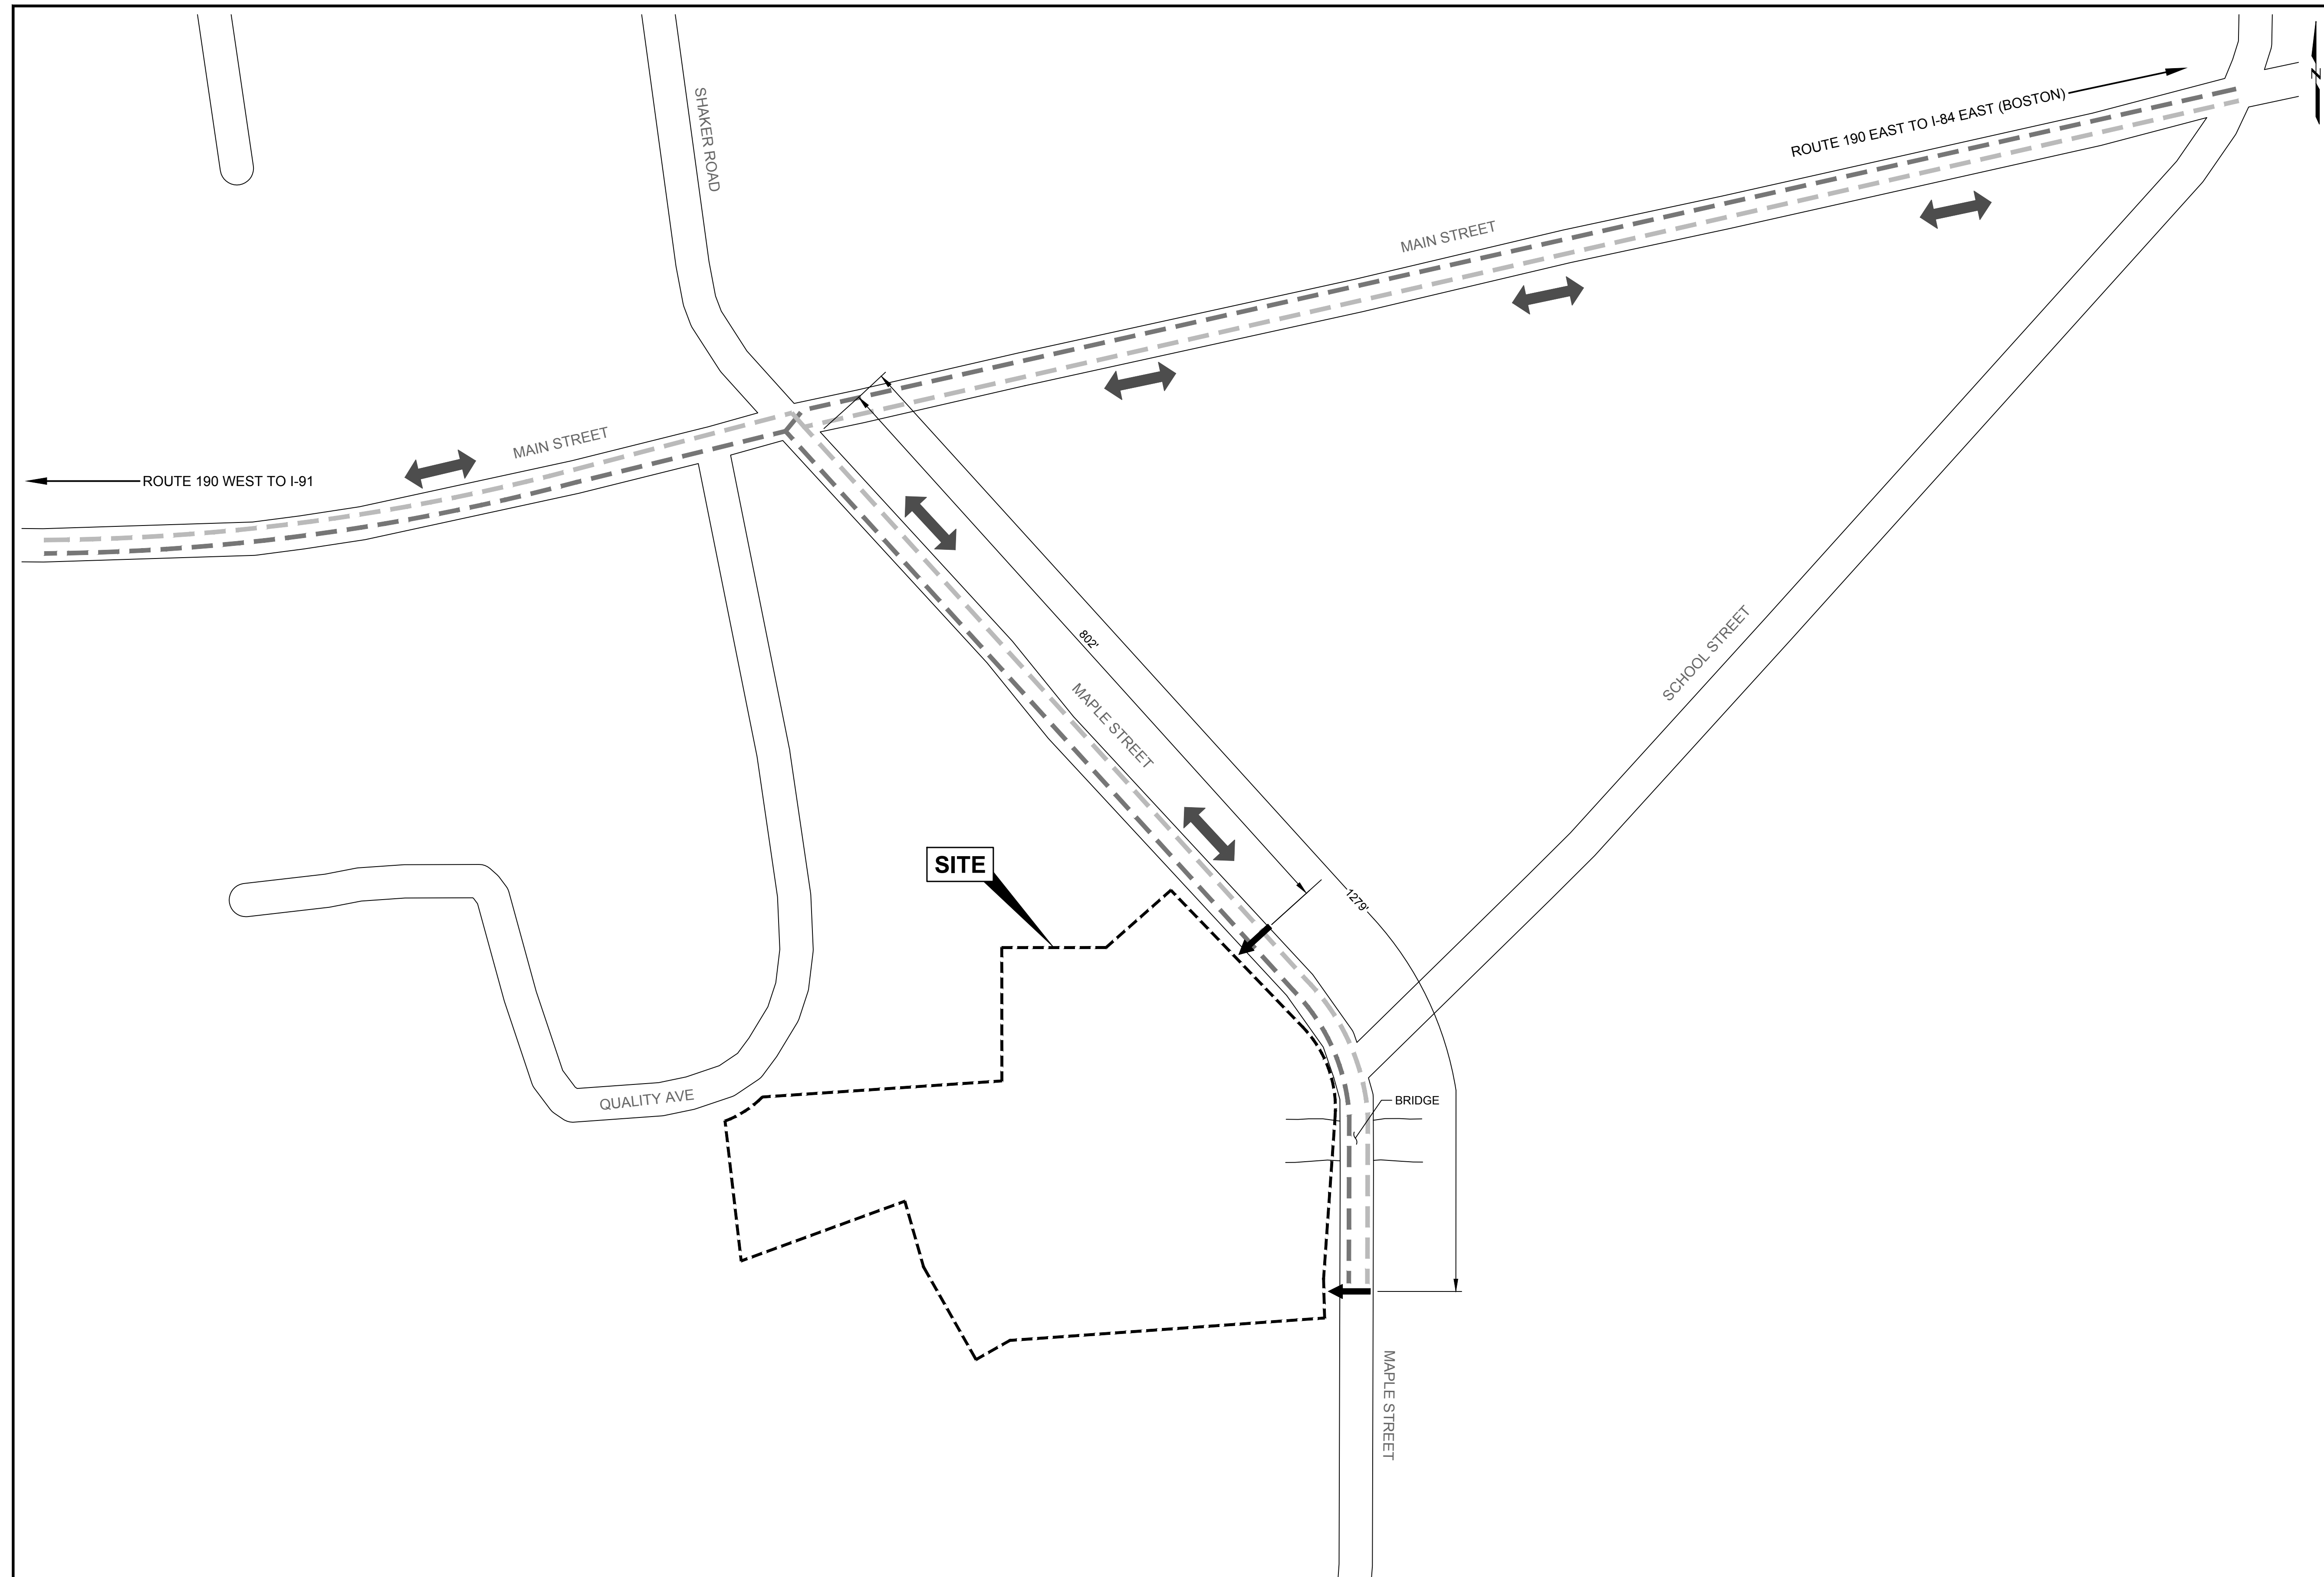 ROUTE 190 EAST TO I-84 EAST (BOSTON)
N
SHAKER ROAD
MAIN STREET
MAIN STREET
ROUTE 190 WEST TO I-91
802'
MAPLE STREET
SCHOOL STREET
SITE
1279'
QUALITY AVE
BRIDGE
MAPLE STREET